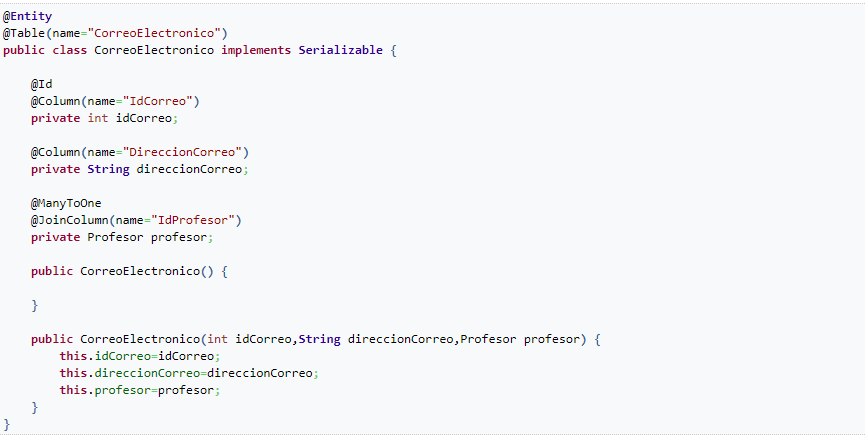 @Entity
@Table(name="CorreoElectronico")
public class CorreoElectronico implements Serializable {
@Id
@Column(name="IdCorreo")
private int idCorreo;
@Column(name="DireccionCorreo")
private String direccionCorreo;
@ManyToOne
@JoinColumn(name="IdProfesor")
private Profesor profesor;
public CorreoElectronico() {
}
public CorreoElectronico(int idCorreo,String direccionCorreo,Profesor profesor) {
this.idCorreo=idCorreo;
this.direccionCorreo=direccionCorreo;
this.profesor=profesor;
}
}